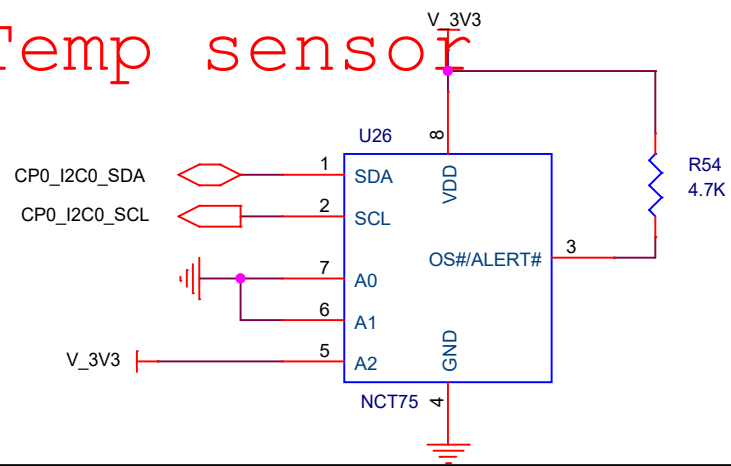 Temp sensor
V_3V3
U26
8
VDD
CP0_I2C0_SDA
1
SDA
R54
4.7K
CP0_I2C0_SCL
2
SCL
OS#/ALERT#
3
7
A0
6
A1
V_3V3
5
A2
GND
NCT75
4